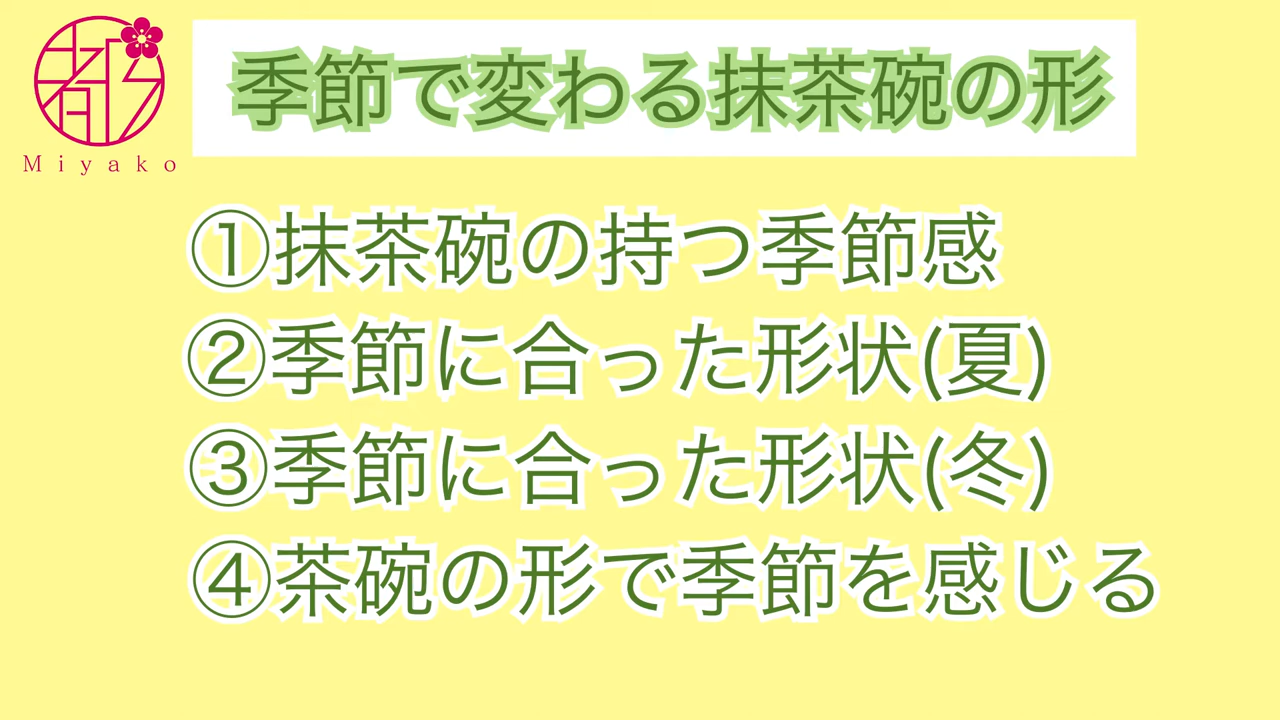 都
Miyako
季節で変わる抹茶碗の形
①抹茶碗の持つ季節感
②季節に合った形状(夏)
③季節に合った形状(冬)
④茶碗の形で季節を感じる